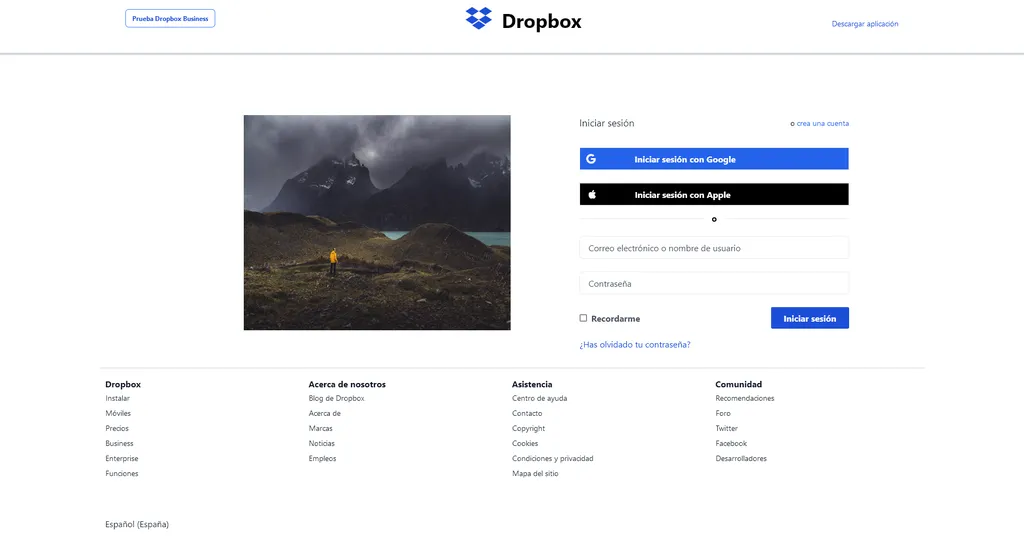 Prueba Dropbox Business
Dropbox
Descargar aplicación
Iniciar sesión
o crea una cuenta
Iniciar sesión con Google
Iniciar sesión con Apple
o
Correo electrónico o nombre de usuario
Contraseña
Recordarme
Iniciar sesión
¿Has olvidado tu contraseña?
Dropbox
Instalar
Móviles
Precios
Business
Enterprise
Funciones
Acerca de nosotros
Blog de Dropbox
Acerca de
Marcas
Noticias
Empleos
Asistencia
Centro de ayuda
Contacto
Copyright
Cookies
Condiciones y privacidad
Mapa del sitio
Comunidad
Recomendaciones
Foro
Twitter
Facebook
Desarrolladores
Español (España)